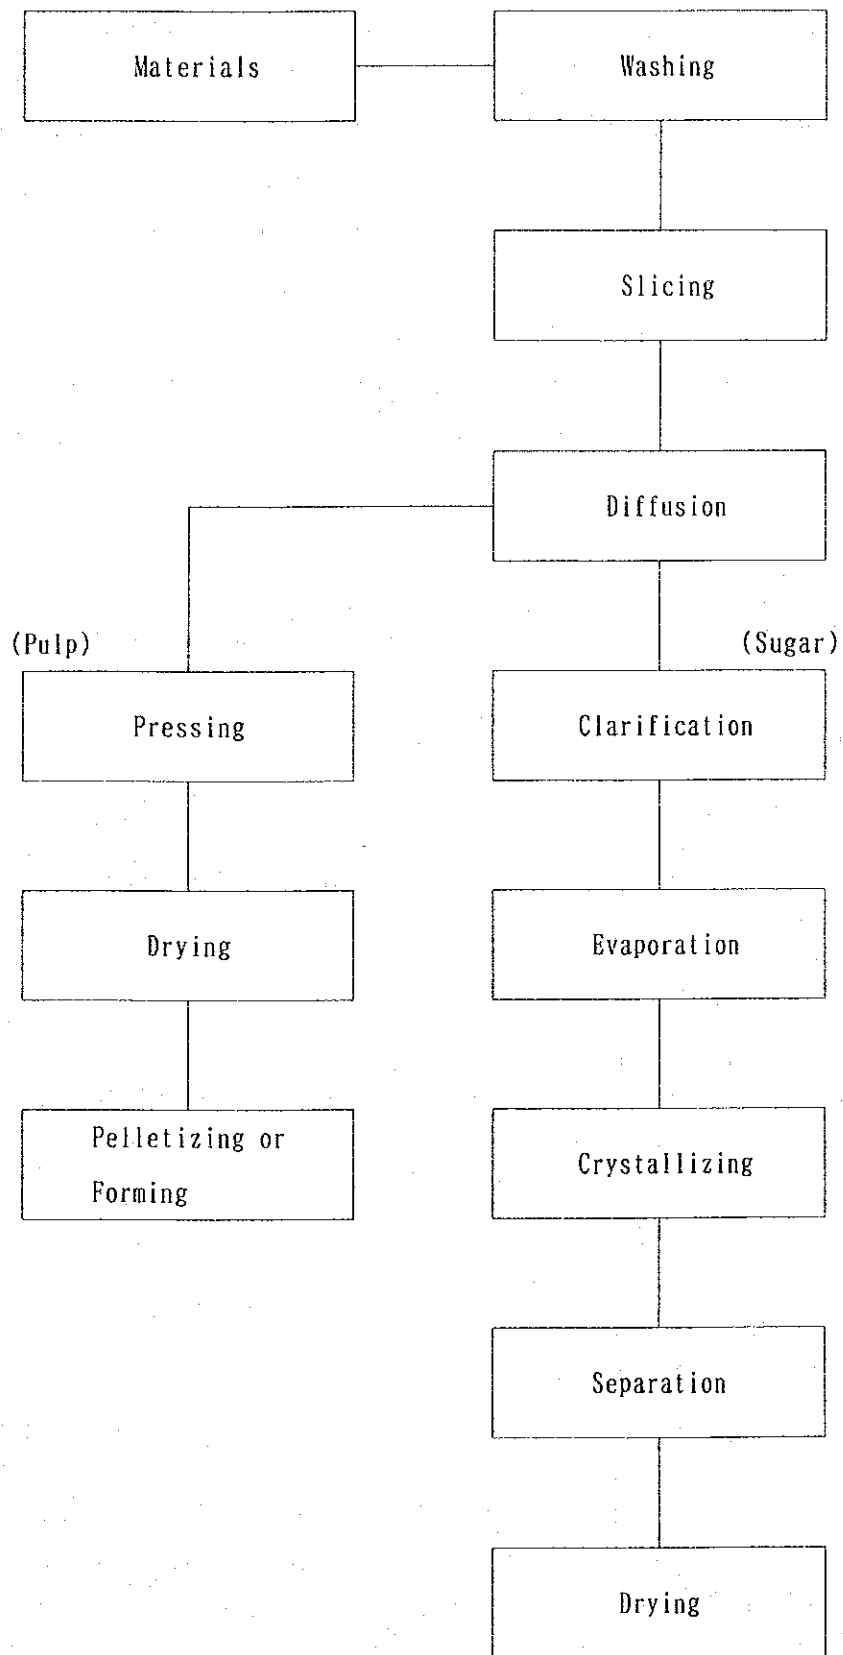 Materials
Washing
Slicing
Diffusion
(Pulp)
(Sugar)
Pressing
Clarification
Drying
Evaporation
Pelletizing or
Forming
Crystallizing
Separation
Drying